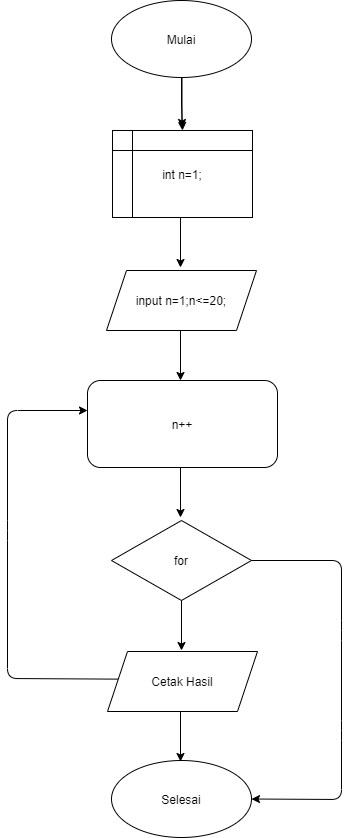 Mulai
int n=1;
input n=1;n<=20;
n++
for
Cetak Hasil
Selesai